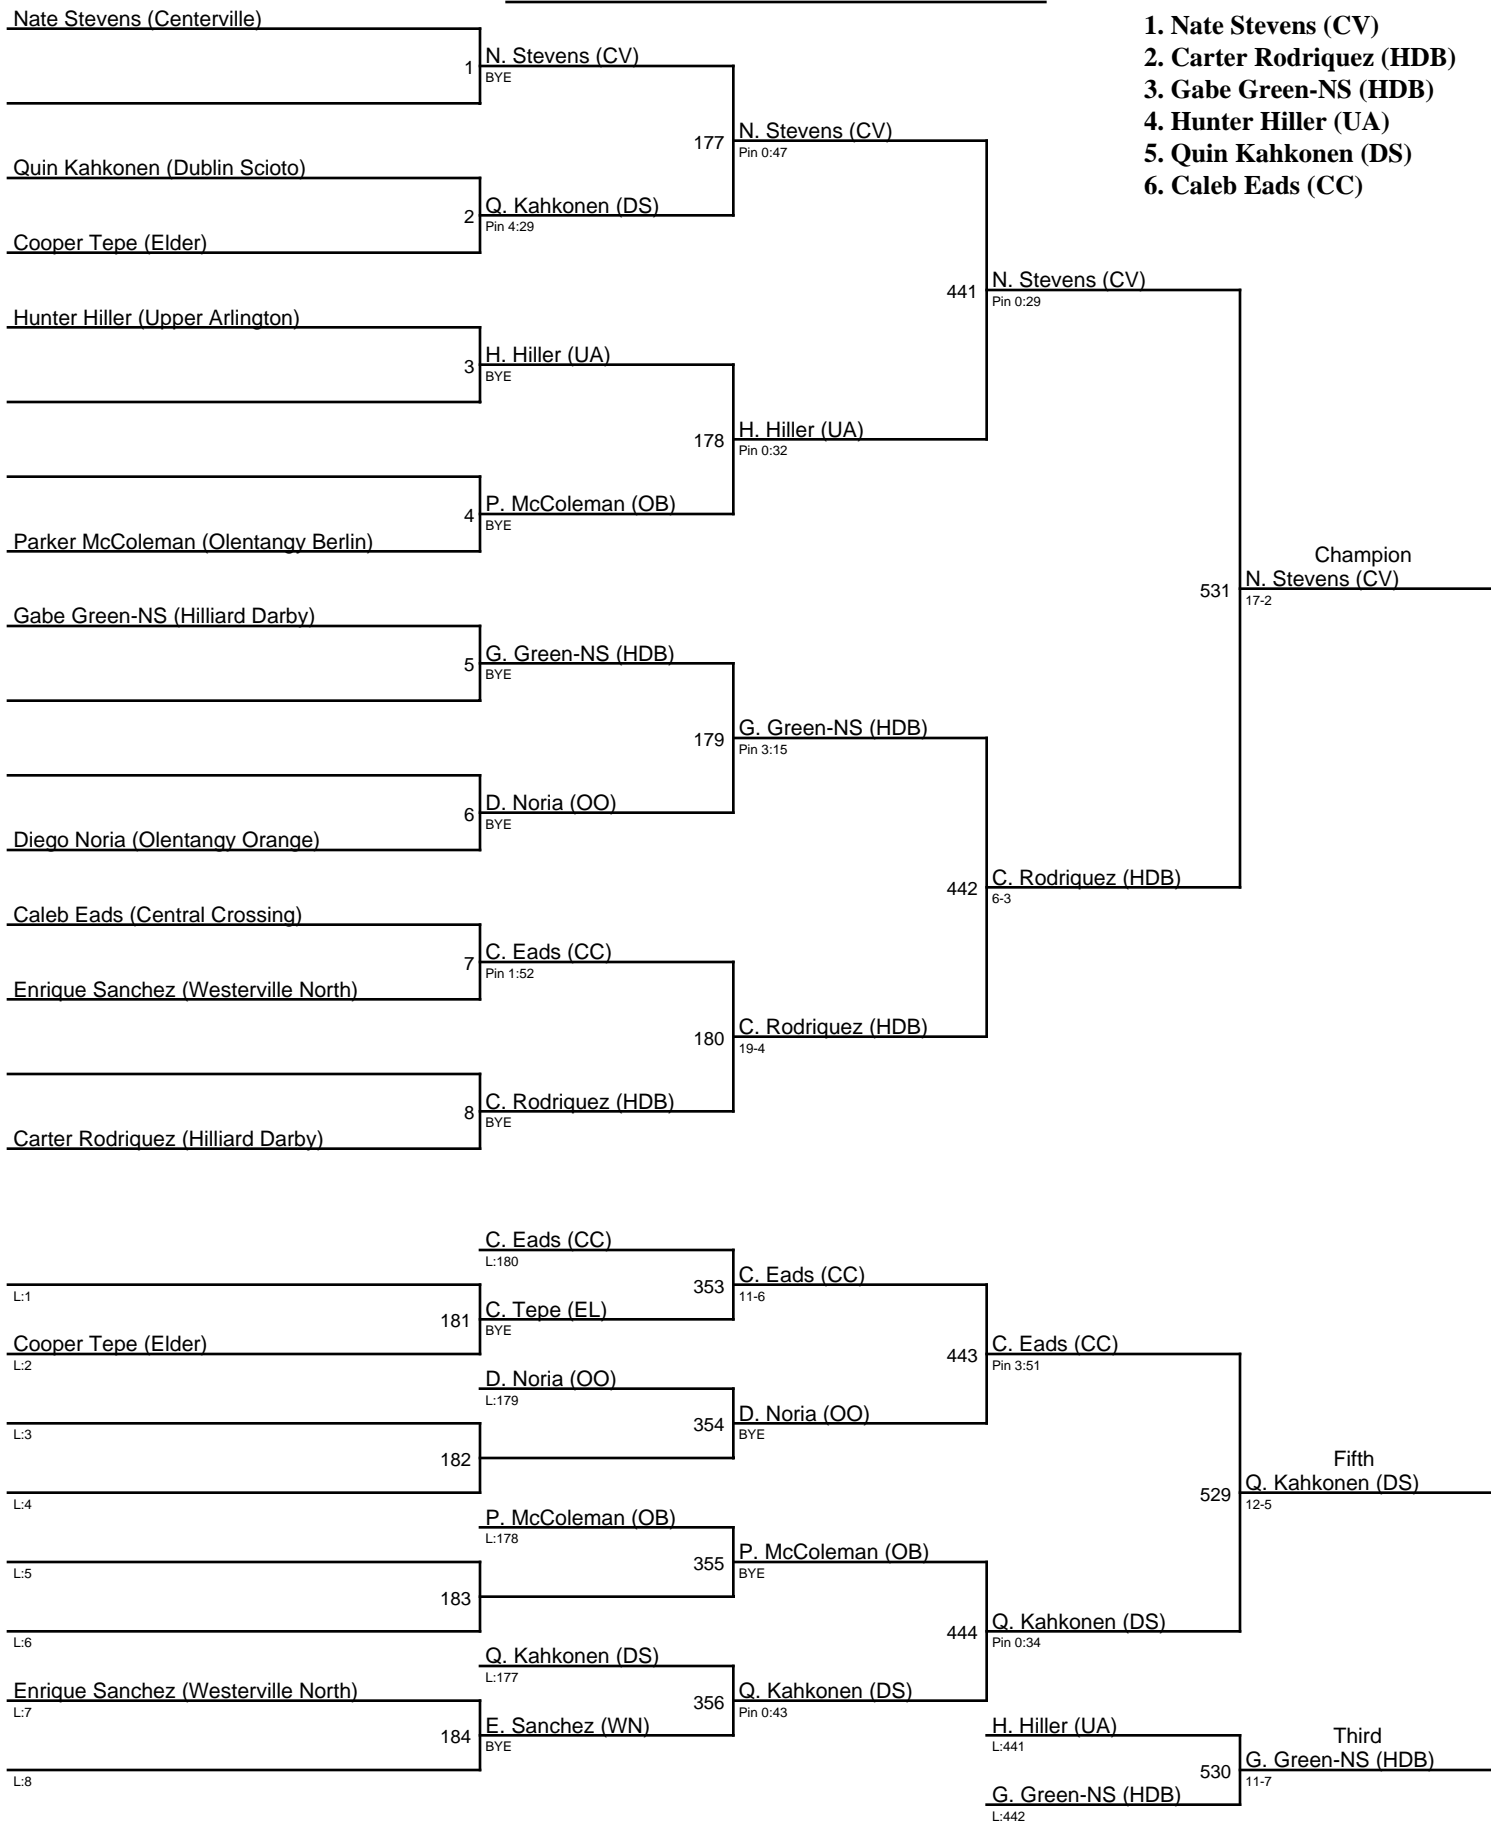 Nate Stevens (Centerville)
1
N. Stevens (CV)
BYE
Quin Kahkonen (Dublin Scioto)
2
Q. Kahkonen (DS)
Pin 4:29
Cooper Tepe (Elder)
177
N. Stevens (CV)
Pin 0:47
Hunter Hiller (Upper Arlington)
3
H. Hiller (UA)
BYE
178
H. Hiller (UA)
Pin 0:32
4
P. McColeman (OB)
BYE
Parker McColeman (Olentangy Berlin)
441
N. Stevens (CV)
Pin 0:29
Gabe Green-NS (Hilliard Darby)
5
G. Green-NS (HDB)
BYE
179
G. Green-NS (HDB)
Pin 3:15
6
D. Noria (OO)
BYE
Diego Noria (Olentangy Orange)
Caleb Eads (Central Crossing)
7
C. Eads (CC)
Pin 1:52
Enrique Sanchez (Westerville North)
180
C. Rodriquez (HDB)
19-4
8
C. Rodriquez (HDB)
BYE
Carter Rodriquez (Hilliard Darby)
442
C. Rodriquez (HDB)
6-3
531
Champion
N. Stevens (CV)
17-2
1. Nate Stevens (CV)
2. Carter Rodriquez (HDB)
3. Gabe Green-NS (HDB)
4. Hunter Hiller (UA)
5. Quin Kahkonen (DS)
6. Caleb Eads (CC)
C. Eads (CC)
L:180
L:1
181
C. Tepe (EL)
BYE
Cooper Tepe (Elder)
L:2
353
C. Eads (CC)
11-6
D. Noria (OO)
L:179
L:3
182
L:4
354
D. Noria (OO)
BYE
443
C. Eads (CC)
Pin 3:51
P. McColeman (OB)
L:178
L:5
183
L:6
355
P. McColeman (OB)
BYE
Q. Kahkonen (DS)
L:177
Enrique Sanchez (Westerville North)
L:7
184
E. Sanchez (WN)
BYE
L:8
356
Q. Kahkonen (DS)
Pin 0:43
444
Q. Kahkonen (DS)
Pin 0:34
529
Fifth
Q. Kahkonen (DS)
12-5
H. Hiller (UA)
L:441
530
Third
G. Green-NS (HDB)
11-7
G. Green-NS (HDB)
L:442